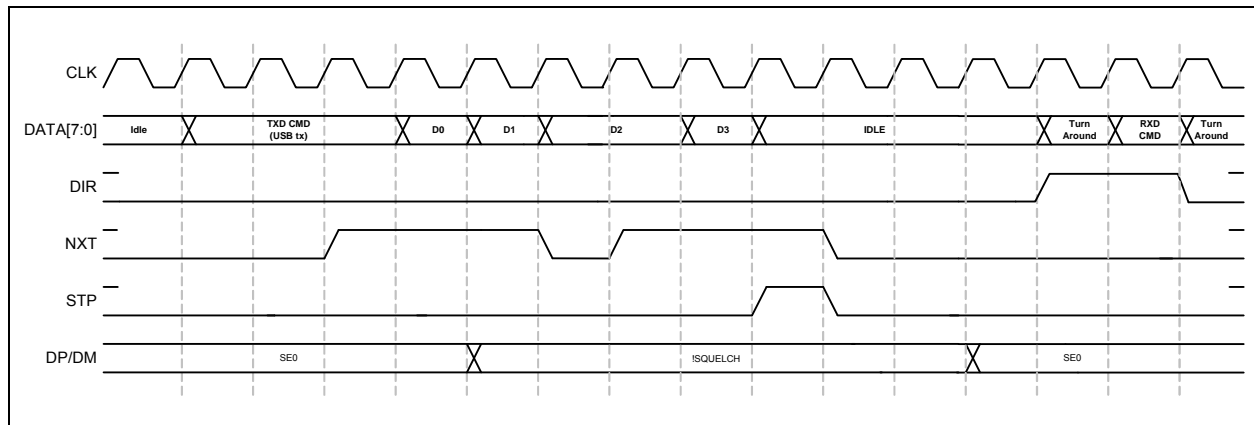 CLK
DATA[7:0]
Idle
TXD CMD
(USB tx)
D0
D1
D2
D3
IDLE
Turn
Around
RXD
CMD
Turn
Around
DIR
NXT
STP
DP/DM
SE0
!SQUELCH
SE0